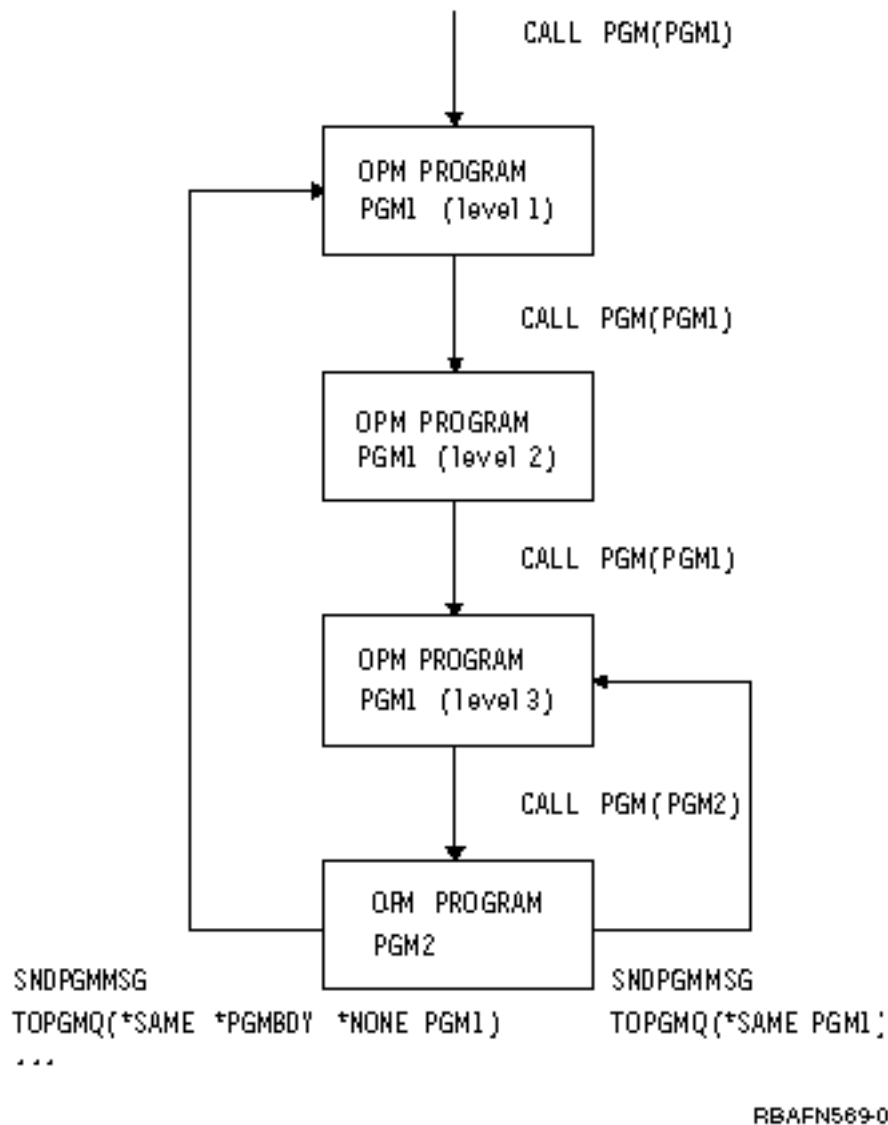 CALL PGM(PGM1)
OPM PROGRAM
PGM1 (level 1)
CALL PGM(PGM1)
OPM PROGRAM
PGM1 (level 2)
CALL PGM(PGM1)
OPM PROGRAM
PGM1 (level 3)
CALL PGM(PGM2)
OPM PROGRAM
PGM2
SNDPGMMSG
TOPGMQ(*SAME *PGMBDY *NONE PGM1)
...
SNDPGMMSG
TOPGMQ(*SAME PGM1)
RBAFN569-0